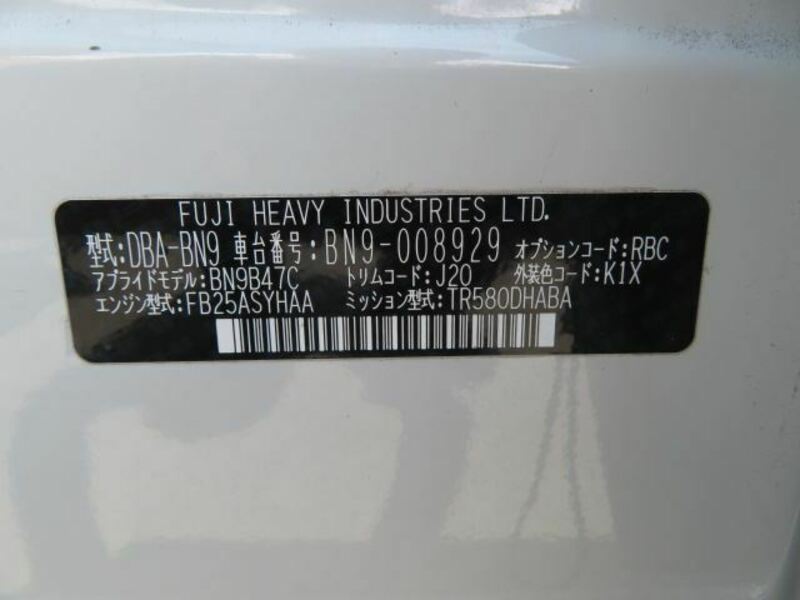 FUJI HEAVY INDUSTRIES LTD.
型式:DBA-BN9 車台番号:BN9-008929 オプションコード:RBC
アプライドモデル:BN9B47C トリムコード:J20 外装色コード:K1X
エンジン型式:FB25ASYHAA ミッション型式:TR580DHABA